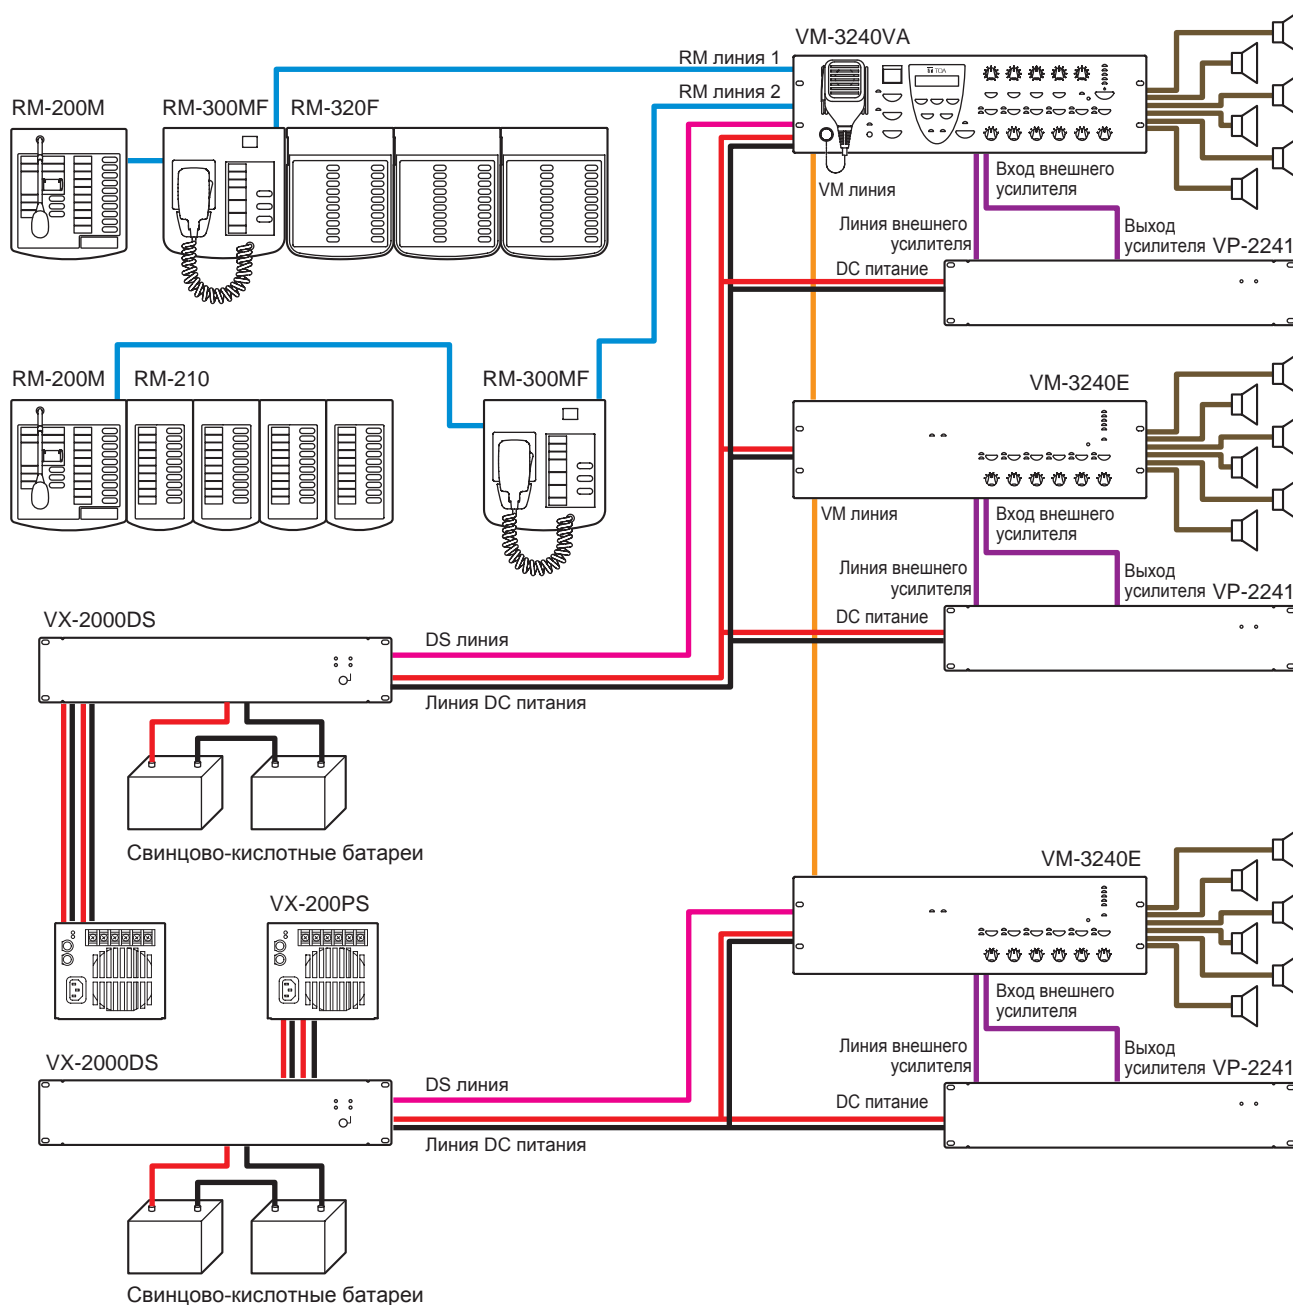 VM-3240VA
RM линия 1
RM линия 2
RM-200M
RM-300MF
RM-320F
TOA
VM линия
Вход внешнего
усилителя
Линия внешнего
усилителя
Выход
усилителя
VP-2241
DC питание
RM-200M
RM-210
RM-300MF
VM-3240E
VM линия
Вход внешнего
усилителя
Линия внешнего
усилителя
Выход
усилителя
VP-2241
DC питание
VX-2000DS
DS линия
Линия DC питания
Свинцово-кислотные батареи
VX-200PS
VM-3240E
Вход внешнего
усилителя
Линия внешнего
усилителя
Выход
усилителя
VP-2241
DC питание
VX-2000DS
DS линия
Линия DC питания
Свинцово-кислотные батареи